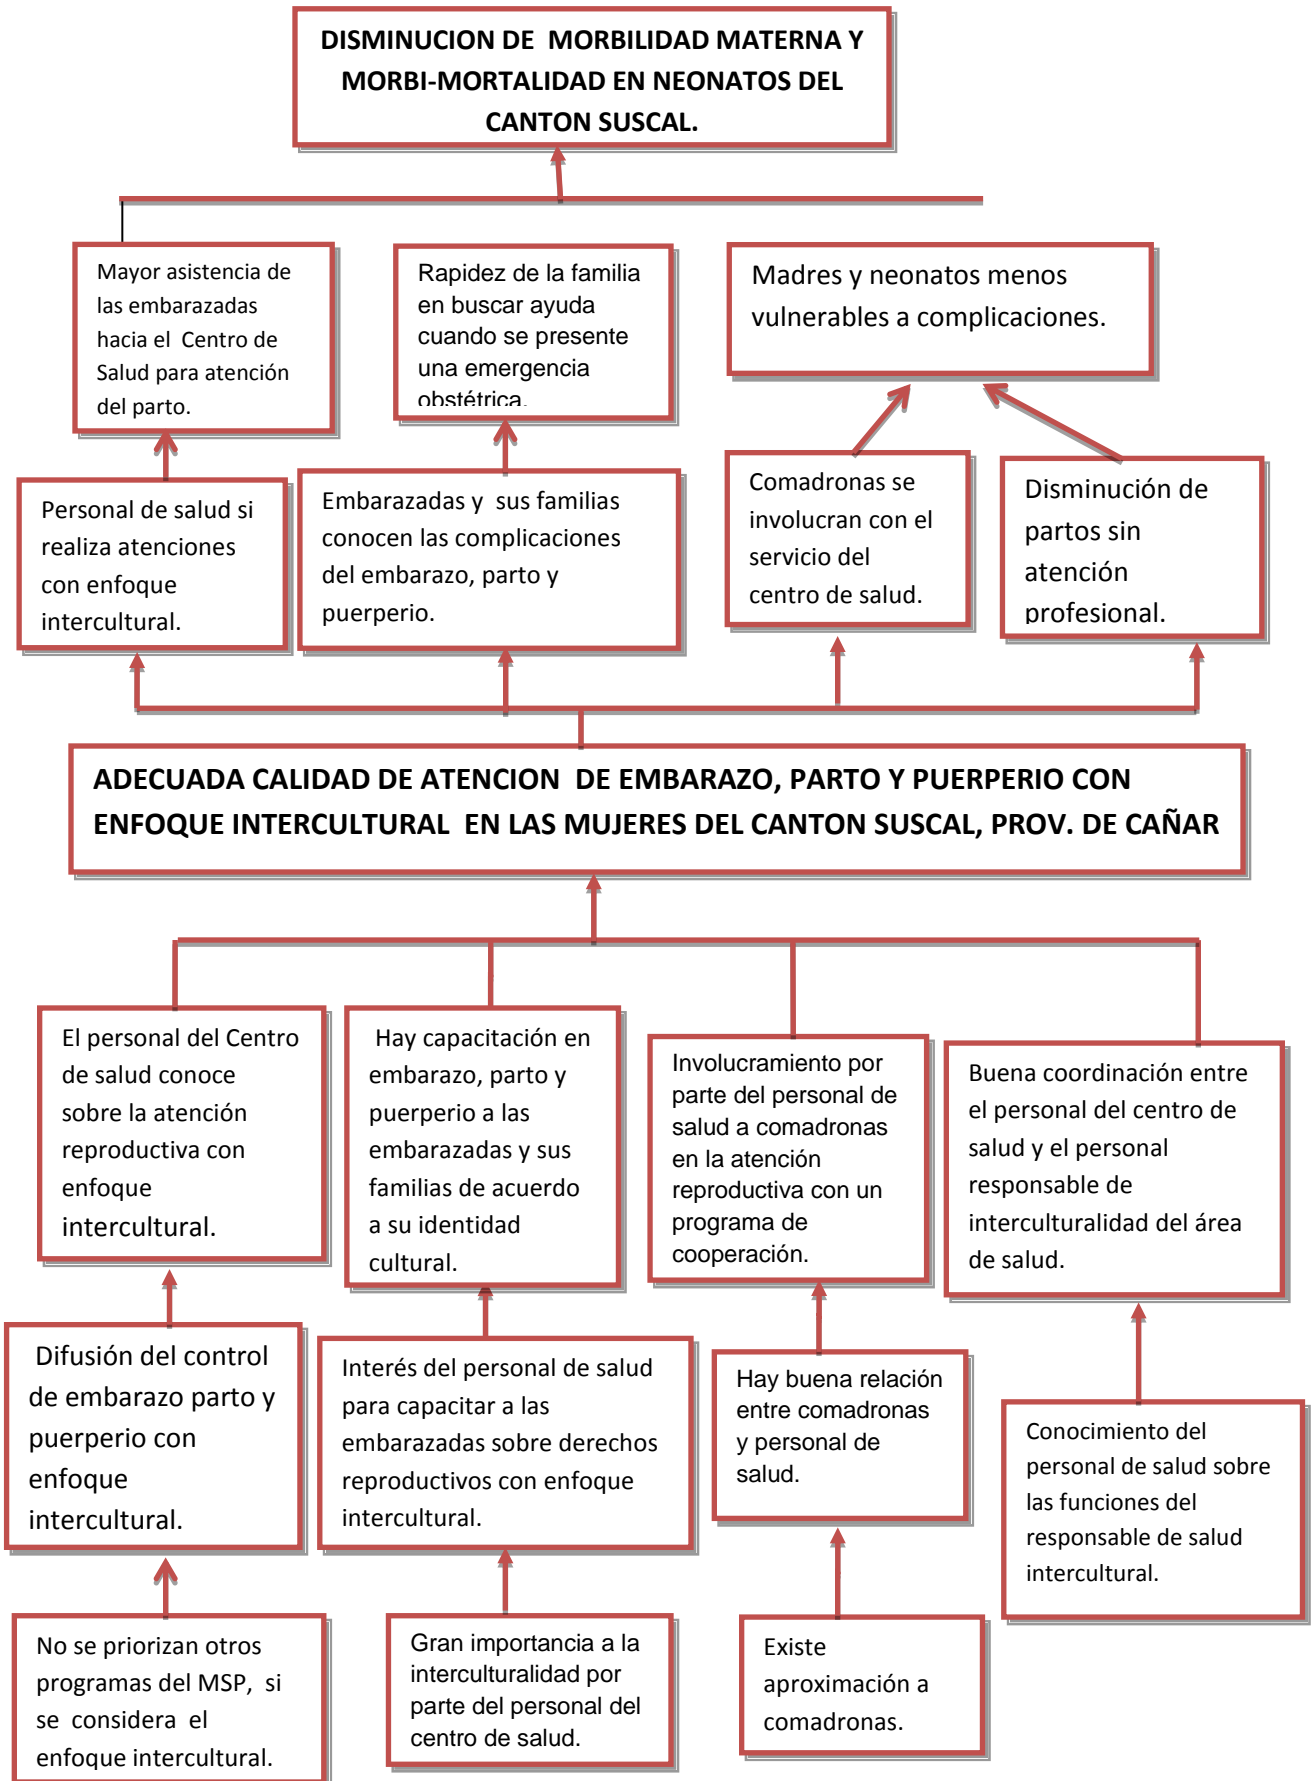 DISMINUCION DE MORBILIDAD MATERNA Y
MORBI-MORTALIDAD EN NEONATOS DEL
CANTON SUSCAL.
Mayor asistencia de
las embarazadas
hacia el Centro de
Salud para atención
del parto.
Rapidez de la familia
en buscar ayuda
cuando se presente
una emergencia
obstétrica.
Madres y neonatos menos
vulnerables a complicaciones.
Personal de salud si
realiza atenciones
con enfoque
intercultural.
Embarazadas y sus familias
conocen las complicaciones
del embarazo, parto y
puerperio.
Comadronas se
involucran con el
servicio del
centro de salud.
Disminución de
partos sin
atención
profesional.
ADECUADA CALIDAD DE ATENCION DE EMBARAZO, PARTO Y PUERPERIO CON
ENFOQUE INTERCULTURAL EN LAS MUJERES DEL CANTON SUSCAL, PROV. DE CAÑAR
El personal del Centro
de salud conoce
sobre la atención
reproductiva con
enfoque
intercultural.
Hay capacitación en
embarazo, parto y
puerperio a las
embarazadas y sus
familias de acuerdo
a su identidad
cultural.
Involucramiento por
parte del personal de
salud a comadronas
en la atención
reproductiva con un
programa de
cooperación.
Buena coordinación entre
el personal del centro de
salud y el personal
responsable de
interculturalidad del área
de salud.
Difusión del control
de embarazo parto y
puerperio con
enfoque
intercultural.
Interés del personal de salud
para capacitar a las
embarazadas sobre derechos
reproductivos con enfoque
intercultural.
Hay buena relación
entre comadronas
y personal de
salud.
Conocimiento del
personal de salud sobre
las funciones del
responsable de salud
intercultural.
No se priorizan otros
programas del MSP, si
se considera el
enfoque intercultural.
Gran importancia a la
interculturalidad por
parte del personal del
centro de salud.
Existe
aproximación a
comadronas.